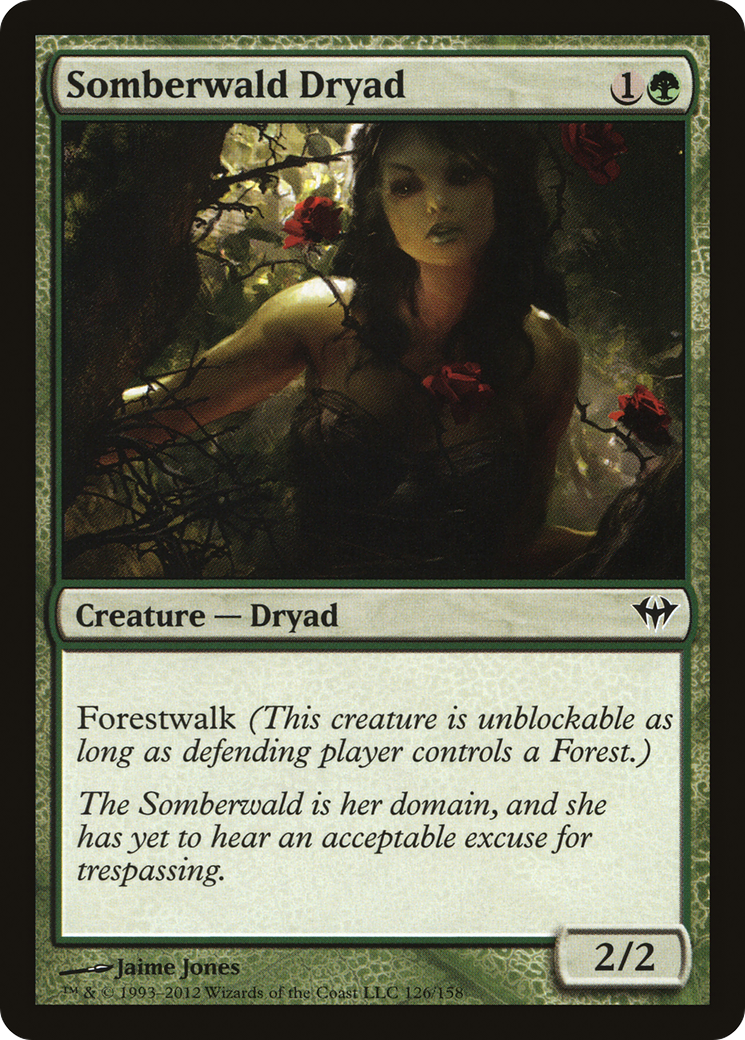 Somberwald Dryad 1
Creature — Dryad
Forestwalk (This creature is unblockable as
long as defending player controls a Forest.)
The Somberwald is her domain, and she
has yet to hear an acceptable excuse for
trespassing.
2/2
Jaime Jones
™ & © 1993–2012 Wizards of the Coast LLC 126/158